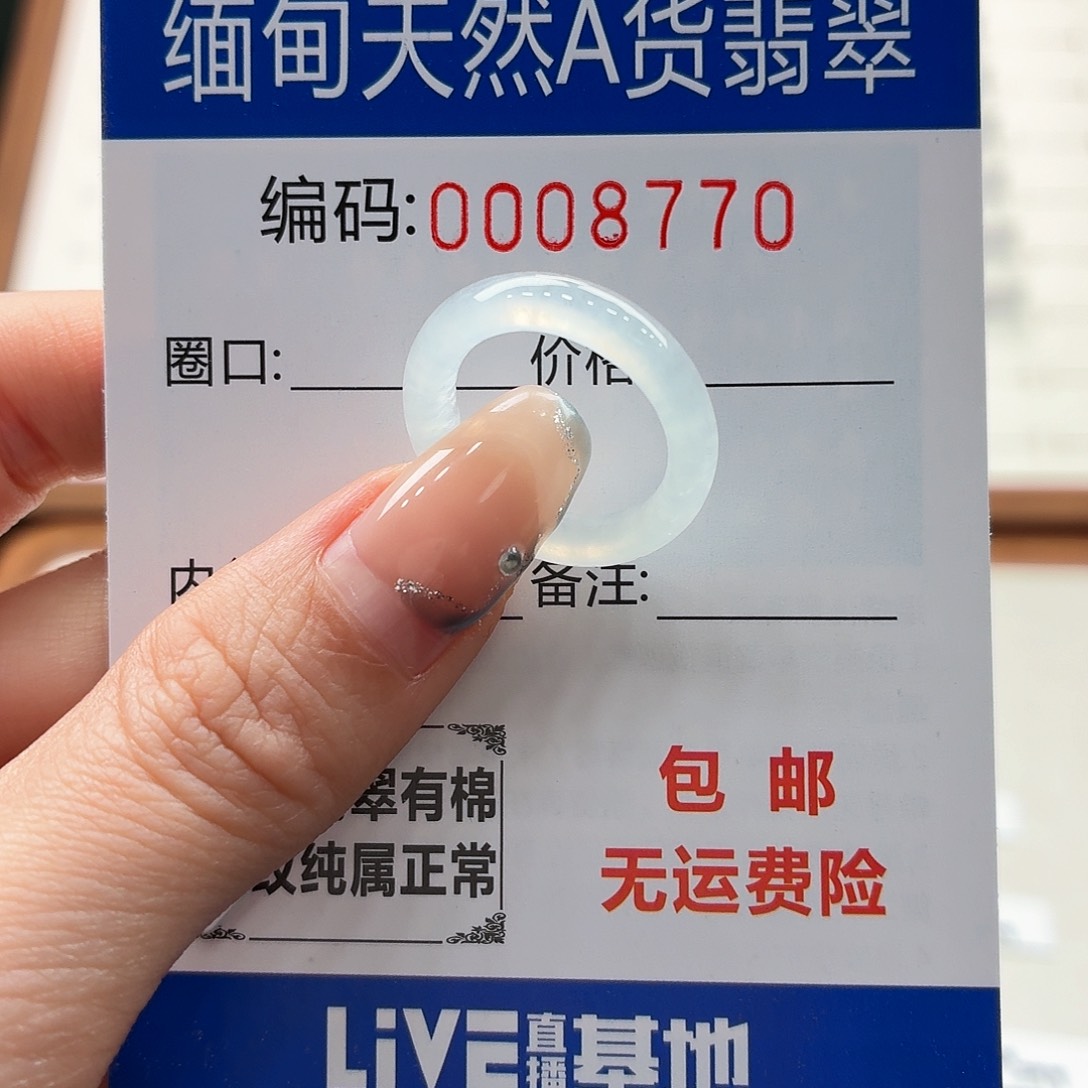 缅甸天然A货翡翠
编码:0008770
圈口: 价格
内 备注:
翠有棉
纹纯属正常
包邮
无运费险
LiVE直播基地